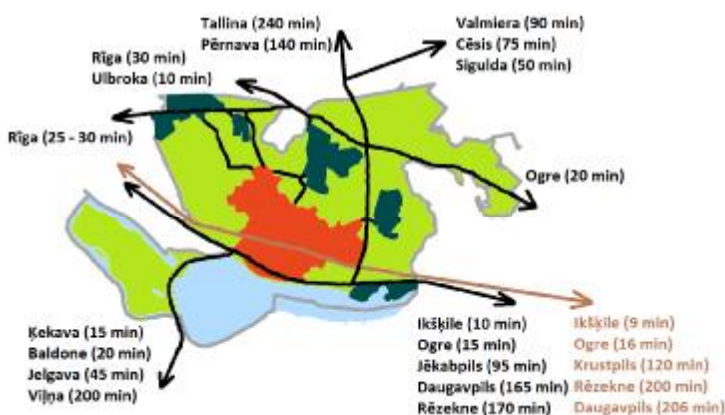 Tallina (240 min)
Pērnava (140 min)
Valmiera (90 min)
Cēsis (75 min)
Sigulda (50 min)
Rīga (30 min)
Ulbroka (10 min)
Rīga (25 - 30 min)
Ogre (20 min)
Ķekava (15 min)
Baldone (20 min)
Jelgava (45 min)
Viļņa (200 min)
Ikšķile (10 min)
Ogre (15 min)
Jēkabpils (95 min)
Daugavpils (165 min)
Rēzekne (170 min)
Ikšķile (9 min)
Ogre (16 min)
Krustpils (120 min)
Rēzekne (200 min)
Daugavpils (206 min)